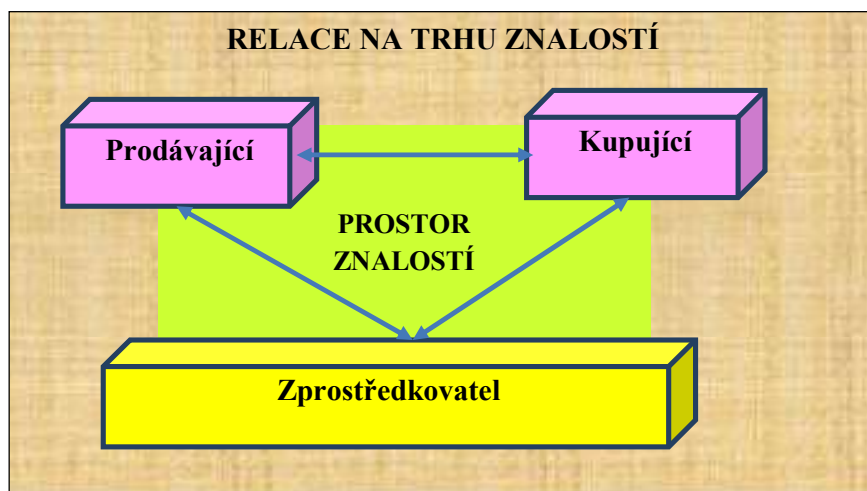 RELACE NA TRHU ZNALOSTÍ
Prodávající
Kupující
PROSTOR
ZNALOSTÍ
Zprostředkovatel